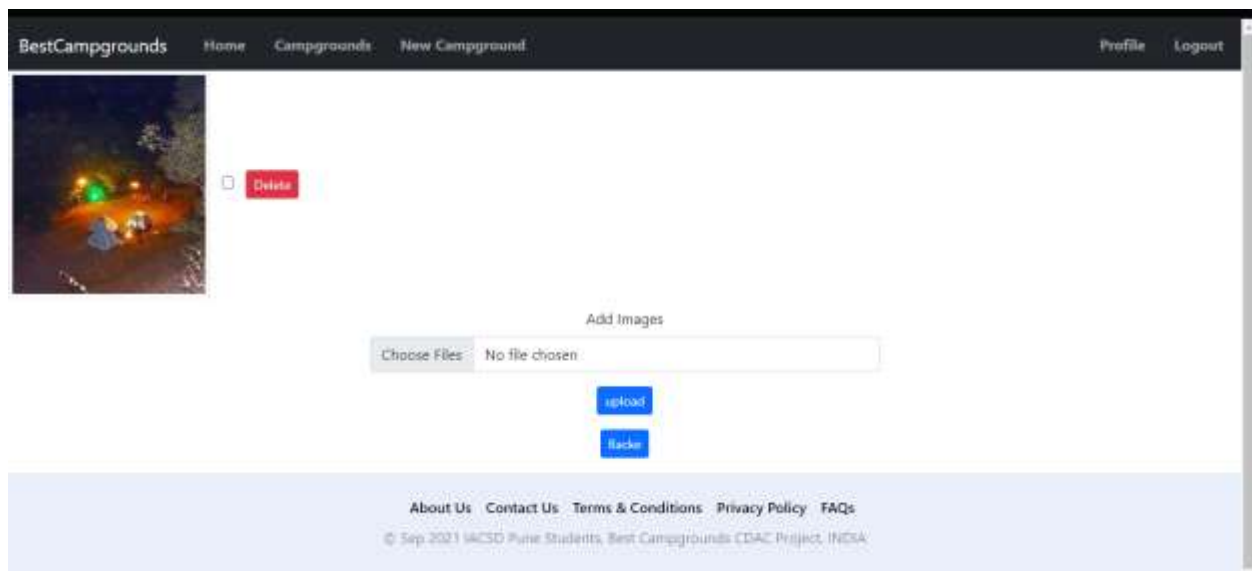 BestCampgrounds Home Campgrounds New Campground Profile Logout
Delete
Add Images
Choose Files No file chosen
upload
About Us Contact Us Terms & Conditions Privacy Policy FAQs
© Sep 2021 IACSD Pune Students, Best Campgrounds CDAC Project, INDIA